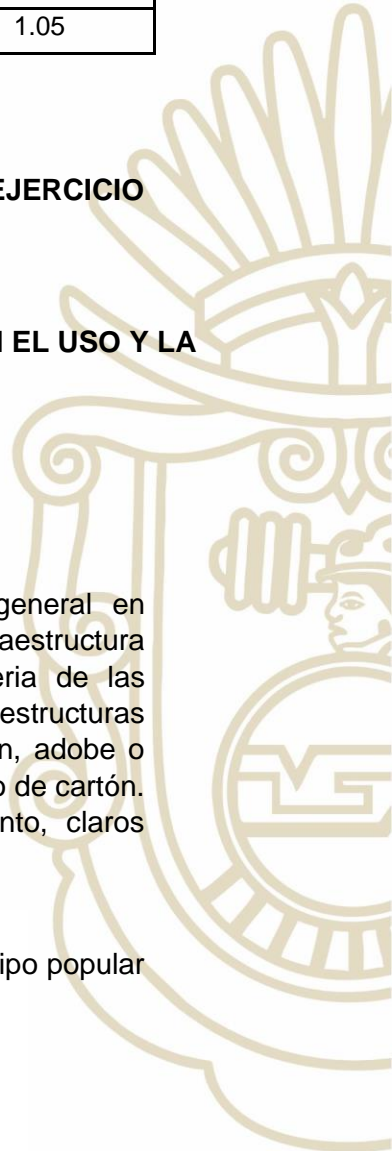 1.05
EJERCICIO
EL USO Y LA
general en
aestructura
eria de las
estructuras
n, adobe o
o de cartón.
nto, claros
ipo popular